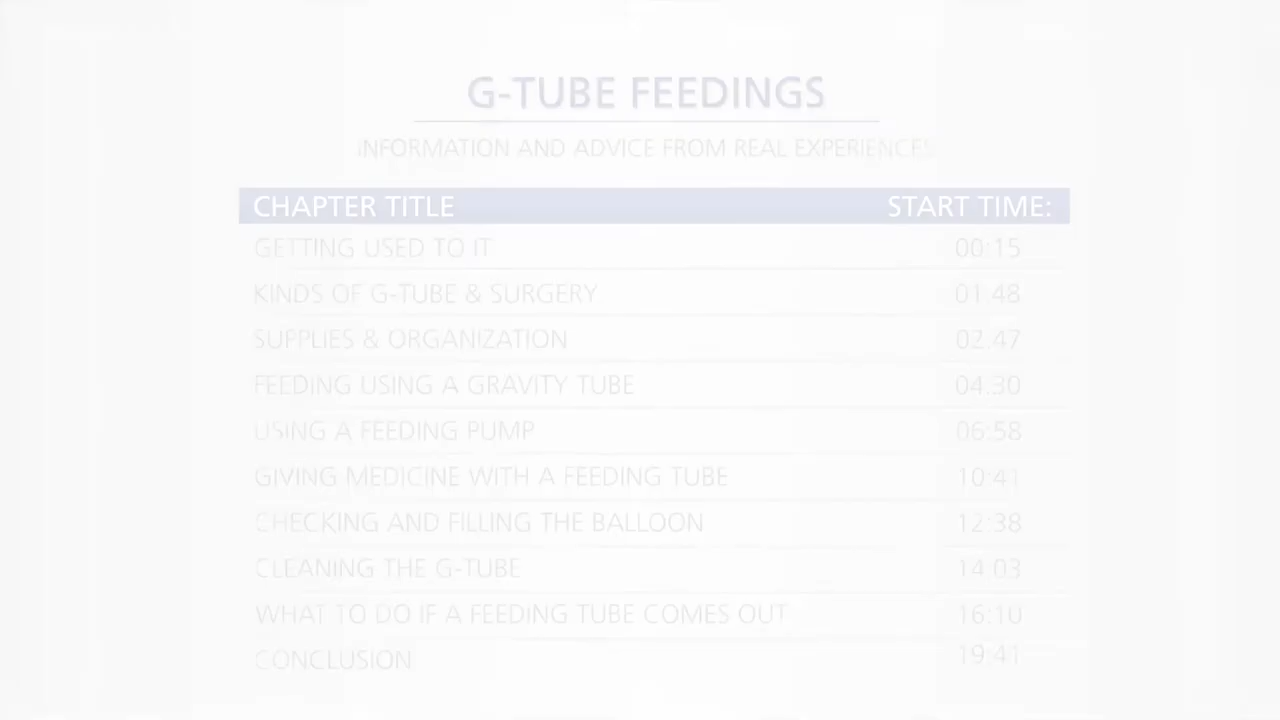 G-TUBE FEEDINGS
INFORMATION AND ADVICE FROM REAL EXPERIENCES
CHAPTER TITLE START TIME:
GETTING USED TO IT 00:15
KINDS OF G-TUBE & SURGERY 01:48
SUPPLIES & ORGANIZATION 02:47
FEEDING USING A GRAVITY TUBE 04:30
USING A FEEDING PUMP 06:58
GIVING MEDICINE WITH A FEEDING TUBE 10:41
CHECKING AND FILLING THE BALLOON 12:38
CLEANING THE G-TUBE 14:03
WHAT TO DO IF A FEEDING TUBE COMES OUT 16:10
CONCLUSION 19:41